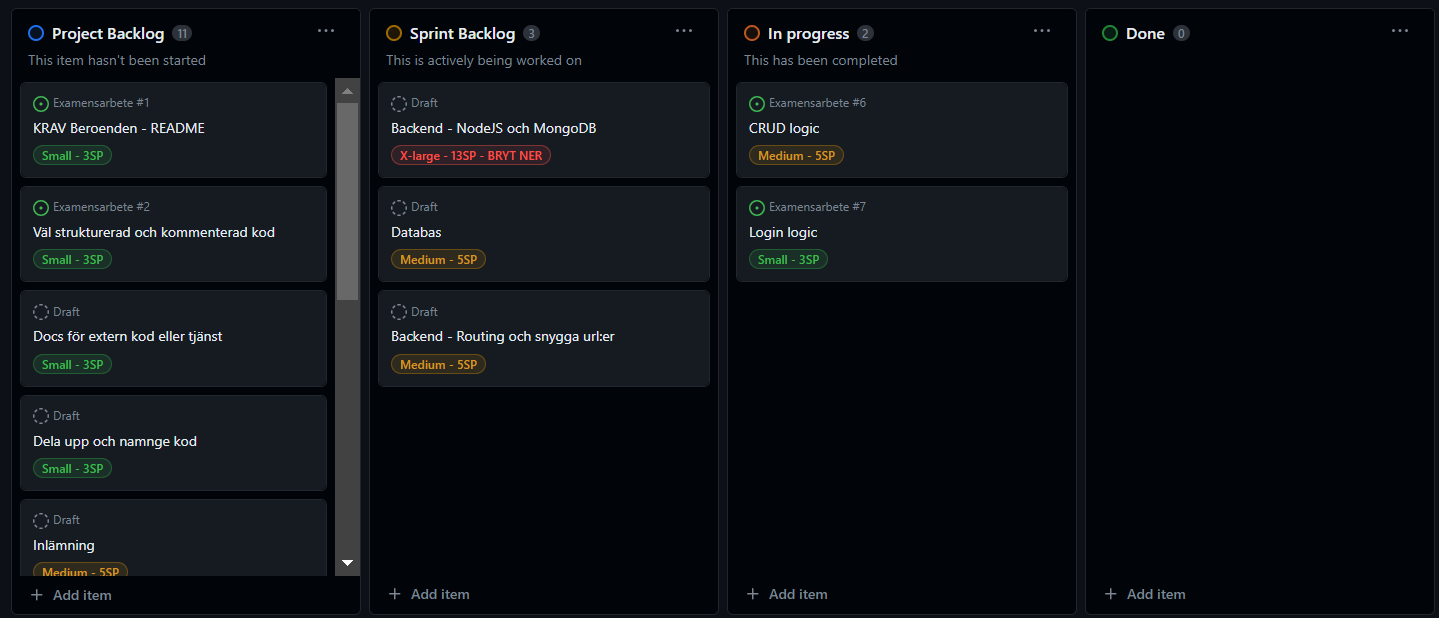 Project Backlog 11
This item hasn't been started
Examensarbete #1
KRAV Beroenden - README
Small - 3SP
Examensarbete #2
Väl strukturerad och kommenterad kod
Small - 3SP
Draft
Docs för extern kod eller tjänst
Small - 3SP
Draft
Dela upp och namnge kod
Small - 3SP
Draft
Inlämning
Medium - 5SP
+ Add item
Sprint Backlog 3
This is actively being worked on
Draft
Backend - NodeJS och MongoDB
X-large - 13SP - BRYT NER
Draft
Databas
Medium - 5SP
Draft
Backend - Routing och snygga url:er
Medium - 5SP
+ Add item
In progress 2
This has been completed
Examensarbete #6
CRUD logic
Medium - 5SP
Examensarbete #7
Login logic
Small - 3SP
+ Add item
Done 0
+ Add item